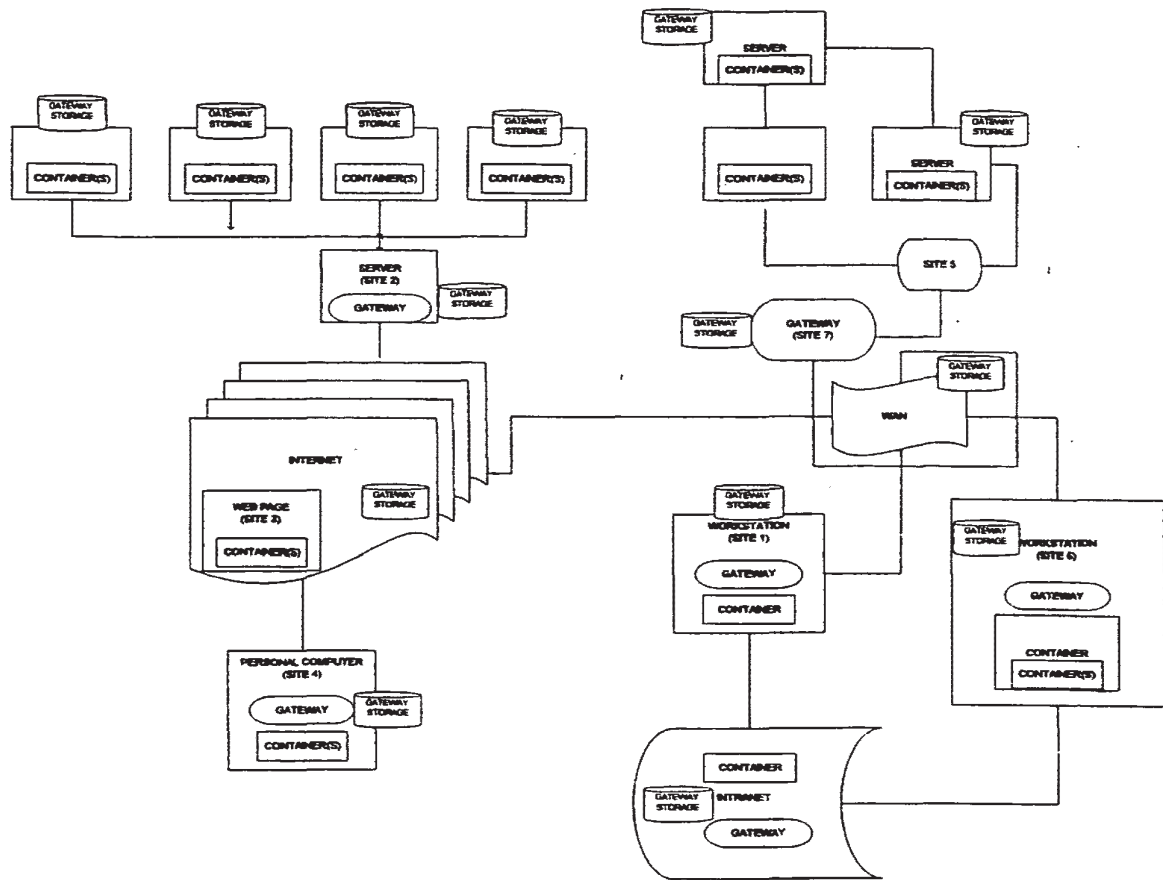 GATEWAY
STORAGE
SERVER
CONTAINER(S)
GATEWAY
STORAGE
CONTAINER(S)
GATEWAY
STORAGE
CONTAINER(S)
GATEWAY
STORAGE
CONTAINER(S)
GATEWAY
STORAGE
CONTAINER(S)
CONTAINER(S)
GATEWAY
STORAGE
SERVER
CONTAINER(S)
SERVER
(SITE 2)
GATEWAY
GATEWAY
STORAGE
SITE 5
GATEWAY
STORAGE
GATEWAY
(SITE 7)
GATEWAY
STORAGE
WAN
INTERNET
GATEWAY
STORAGE
WEB PAGE
(SITE 3)
CONTAINER(S)
GATEWAY
STORAGE
WORKSTATION
(SITE 1)
GATEWAY
CONTAINER
GATEWAY
STORAGE
WORKSTATION
(SITE 6)
GATEWAY
CONTAINER
CONTAINER(S)
PERSONAL COMPUTER
(SITE 4)
GATEWAY
GATEWAY
STORAGE
CONTAINER(S)
CONTAINER
GATEWAY
STORAGE
INTRANET
GATEWAY